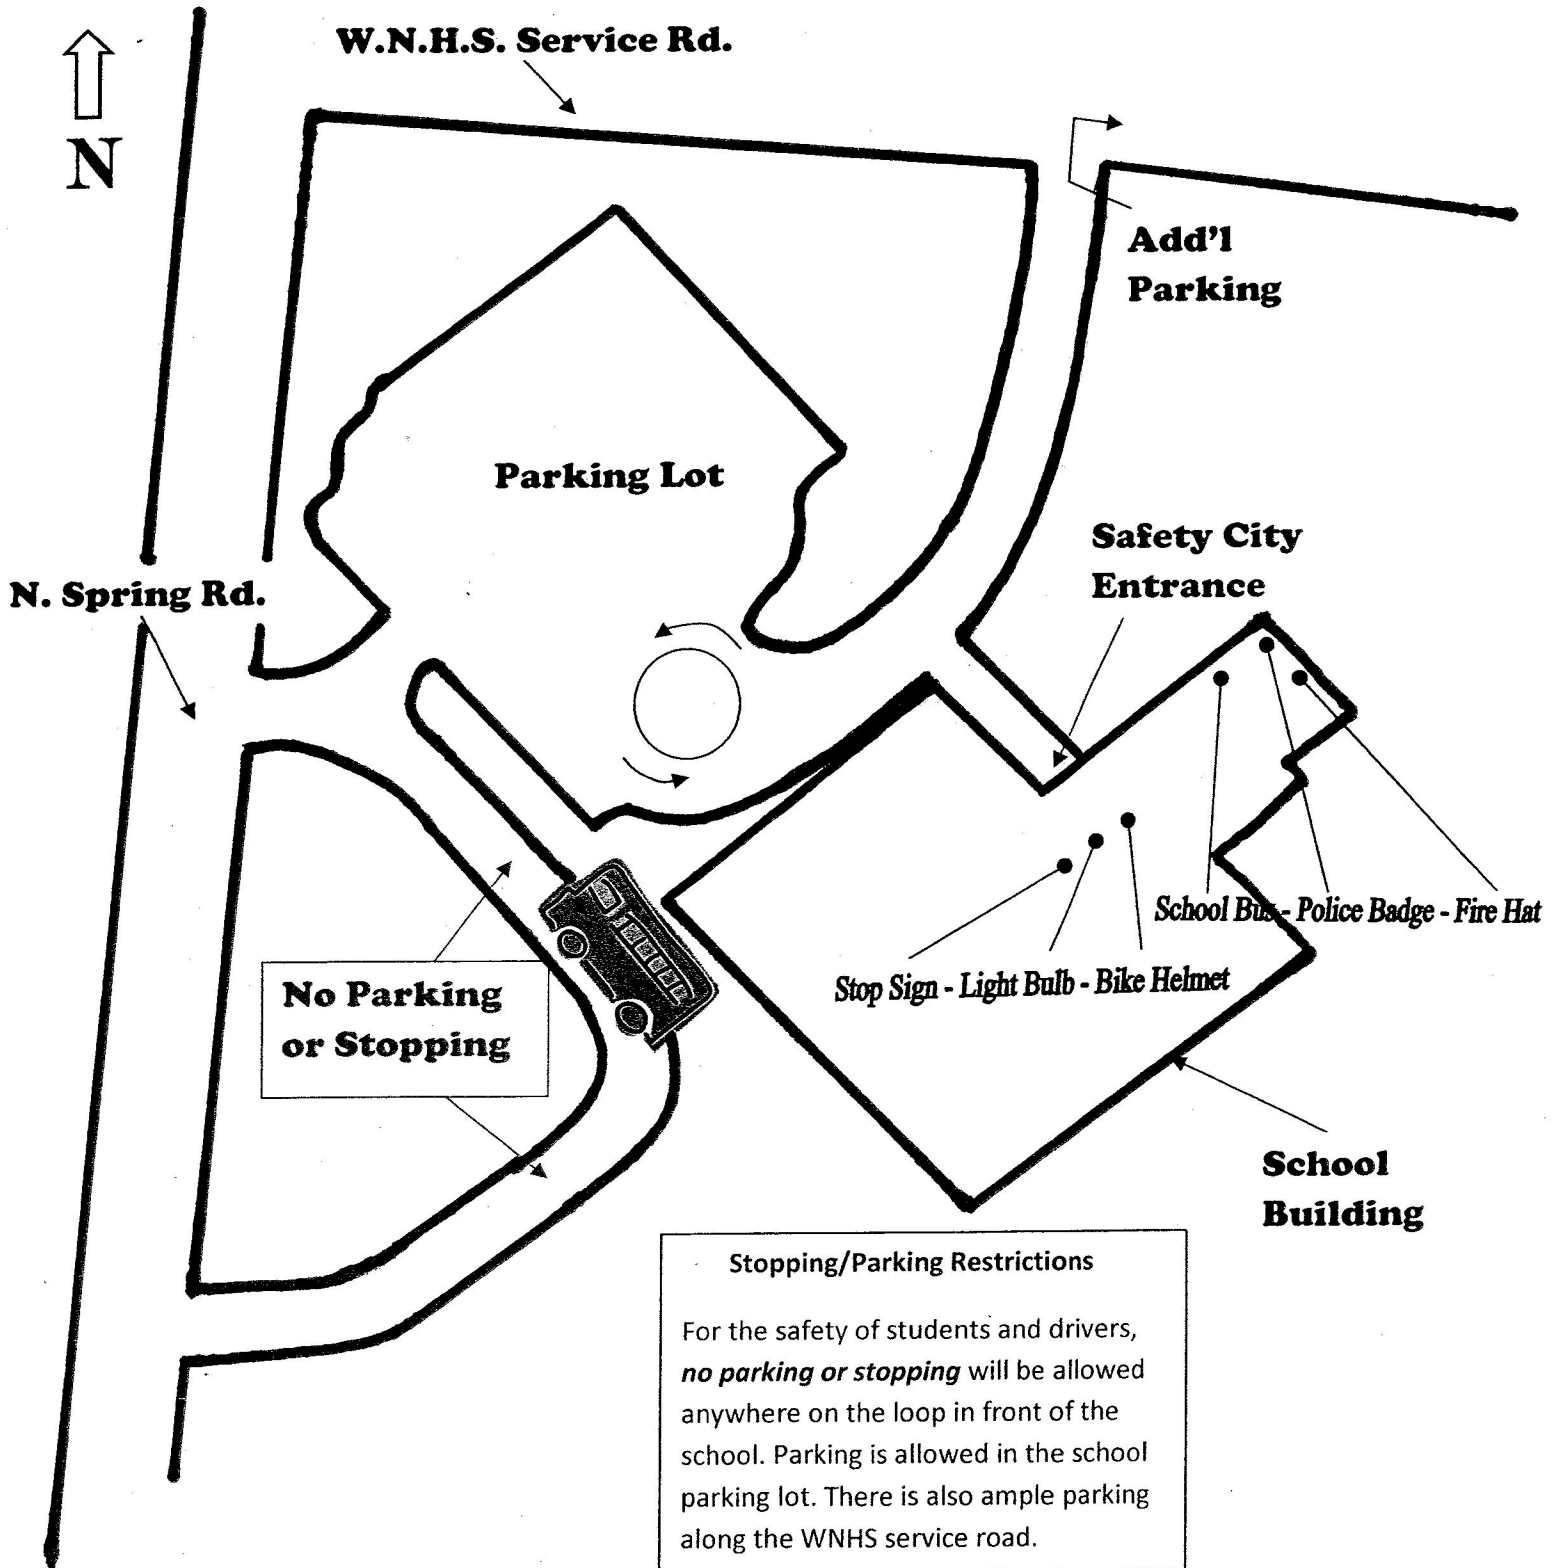 W.N.H.S. Service Rd.
N
Add'l
Parking
Parking Lot
Safety City
Entrance
N. Spring Rd.
School Bus - Police Badge - Fire Hat
Stop Sign - Light Bulb - Bike Helmet
No Parking
or Stopping
School
Building
Stopping/Parking Restrictions
For the safety of students and drivers,
no parking or stopping will be allowed
anywhere on the loop in front of the
school. Parking is allowed in the school
parking lot. There is also ample parking
along the WNHS service road.